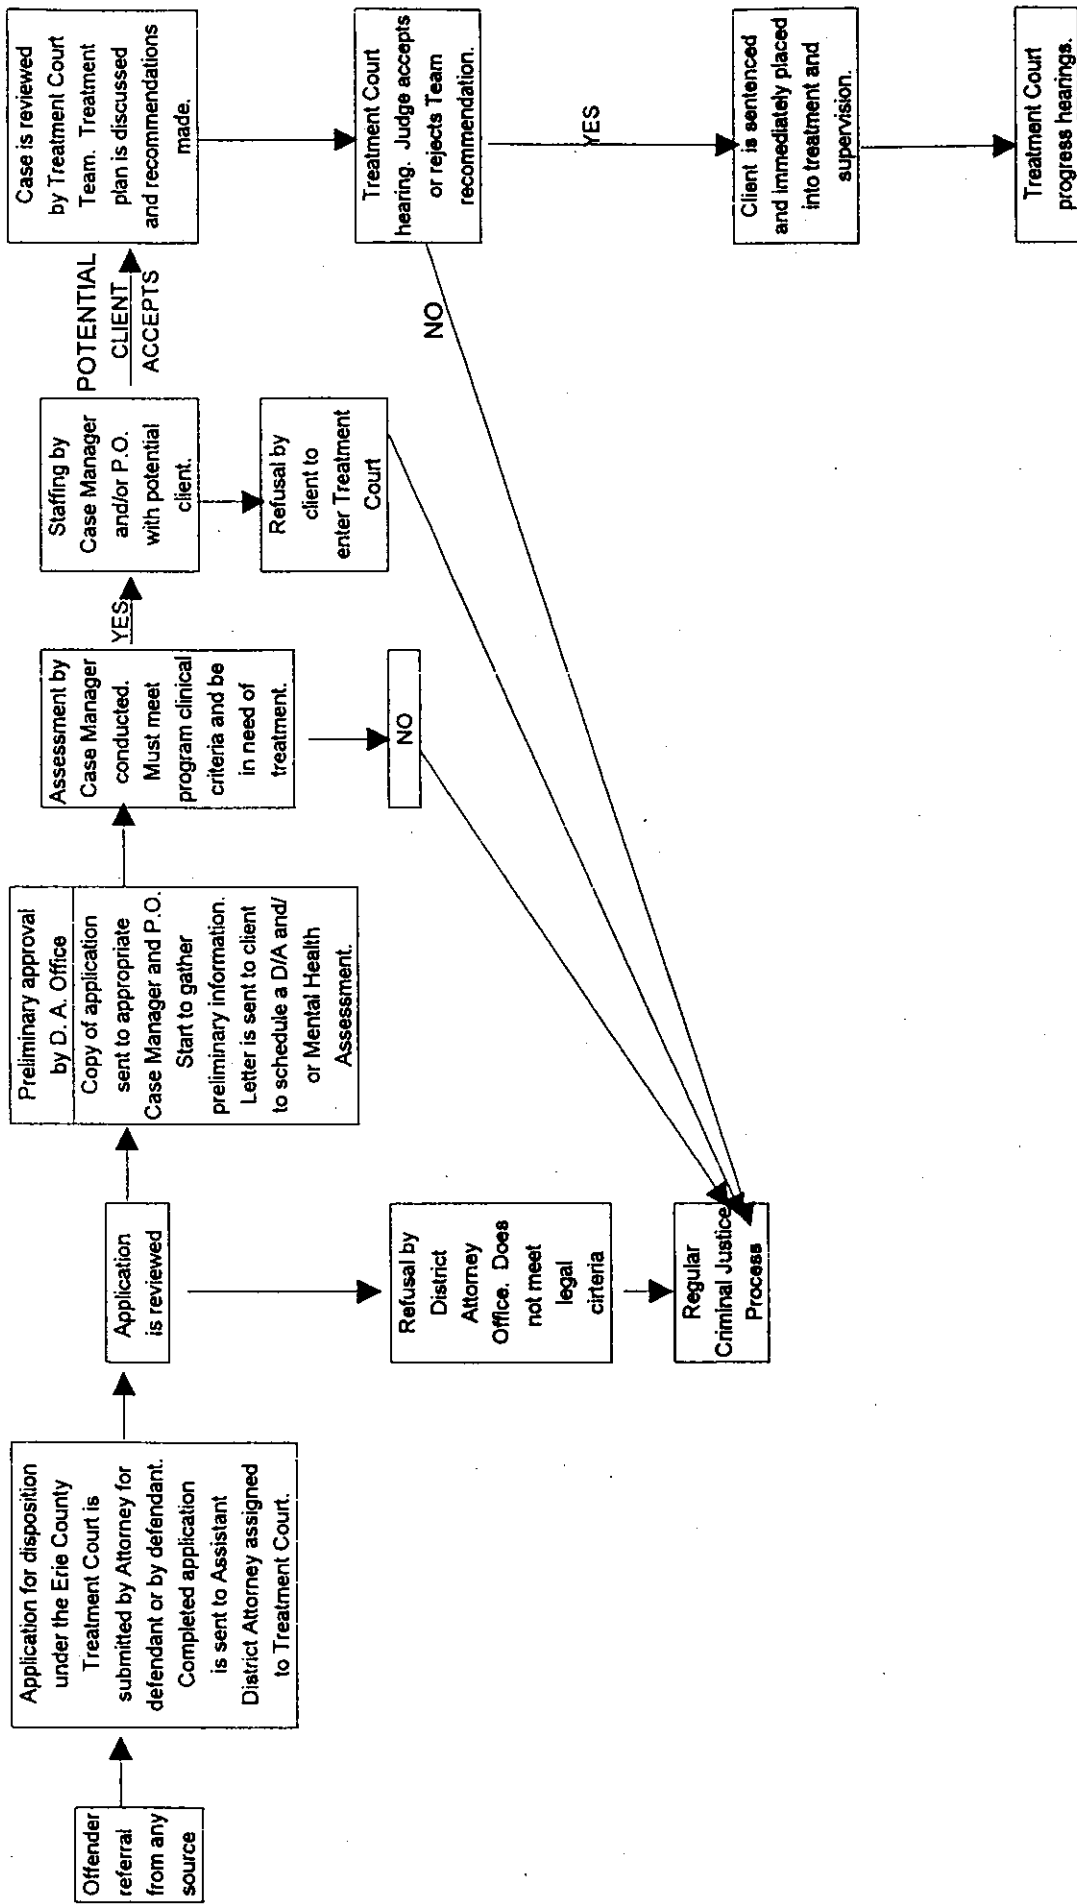 Offender
referral
from any
source
Application for disposition
under the Erie County
Treatment Court is
submitted by Attorney for
defendant or by defendant.
Completed application
is sent to Assistant
District Attorney assigned
to Treatment Court.
Application
is reviewed
Refusal by
District
Attorney
Office. Does
not meet
legal
cirteria
Regular
Criminal Justice
Process
Preliminary approval
by D. A. Office
Copy of application
sent to appropriate
Case Manager and P.O.
Start to gather
preliminary information.
Letter is sent to client
to schedule a D/A and/
or Mental Health
Assessment.
Assessment by
Case Manager
conducted.
Must meet
program clinical
criteria and be
in need of
treatment.
NO
YES
Staffing by
Case Manager
and/or P.O.
with potential
client.
Refusal by
client to
enter Treatment
Court
POTENTIAL
CLIENT
ACCEPTS
Case is reviewed
by Treatment Court
Team. Treatment
plan is discussed
and recommendations
made.
Treatment Court
hearing. Judge accepts
or rejects Team
recommendation.
NO
YES
Client is sentenced
and immediately placed
into treatment and
supervision.
Treatment Court
progress hearings.